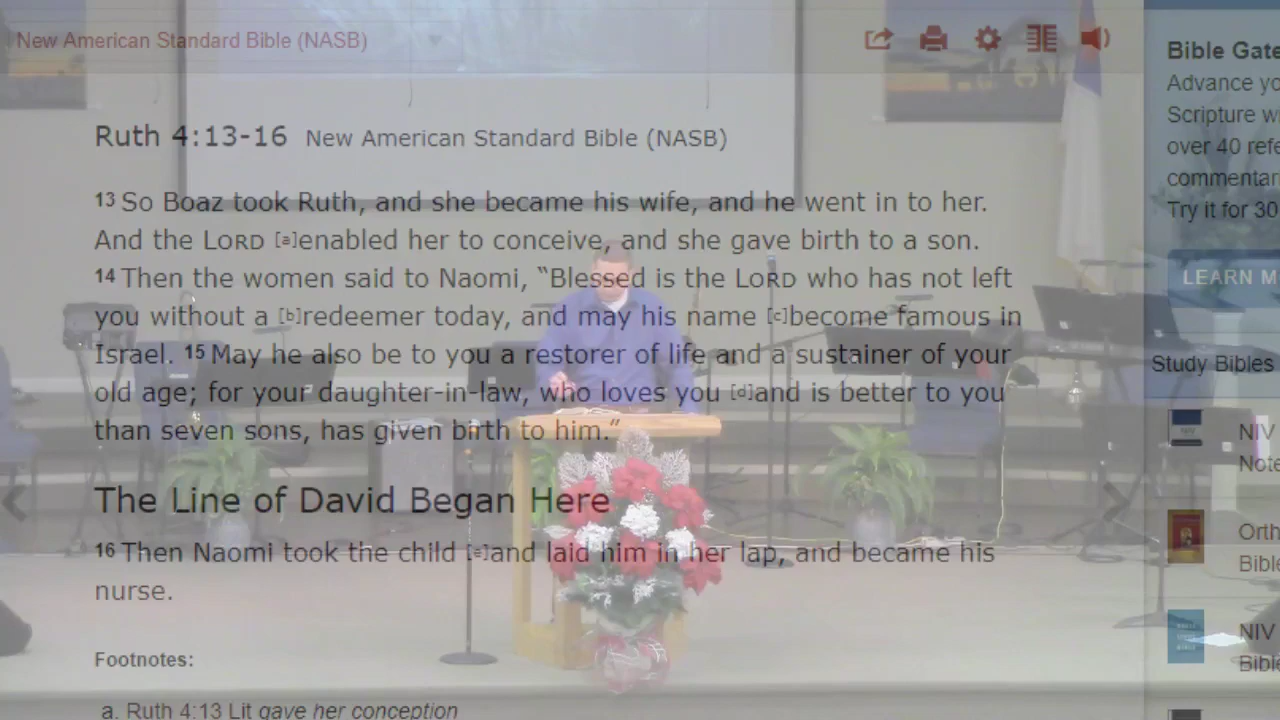 New American Standard Bible (NASB)
Ruth 4:13-16 New American Standard Bible (NASB)
13 So Boaz took Ruth, and she became his wife, and he went in to her.
And the LORD [a]enabled her to conceive, and she gave birth to a son.
14 Then the women said to Naomi, “Blessed is the LORD who has not left
you without a [b]redeemer today, and may his name [c]become famous in
Israel. 15 May he also be to you a restorer of life and a sustainer of your
old age; for your daughter-in-law, who loves you [d]and is better to you
than seven sons, has given birth to him.”
The Line of David Began Here
16 Then Naomi took the child [e]and laid him in her lap, and became his
nurse.
Footnotes:
a. Ruth 4:13 Lit gave her conception
Bible Gate
Advance yo
Scripture wi
over 40 refe
commentar
Try it for 30
LEARN M
Study Bibles
NIV
Note
Orth
Bible
NIV
Bible